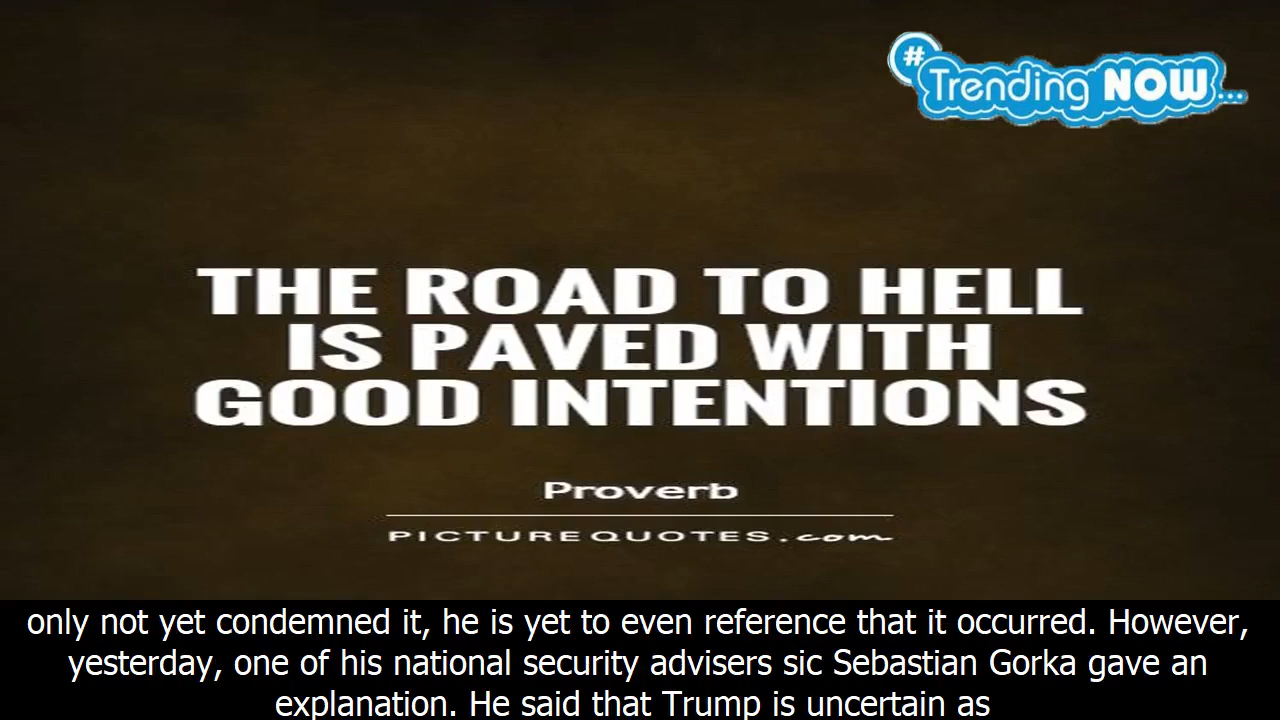 # Trending NOW...
THE ROAD TO HELL
IS PAVED WITH
GOOD INTENTIONS
Proverb
PICTUREQUOTES.com
only not yet condemned it, he is yet to even reference that it occurred. However,
yesterday, one of his national security advisers sic Sebastian Gorka gave an
explanation. He said that Trump is uncertain as